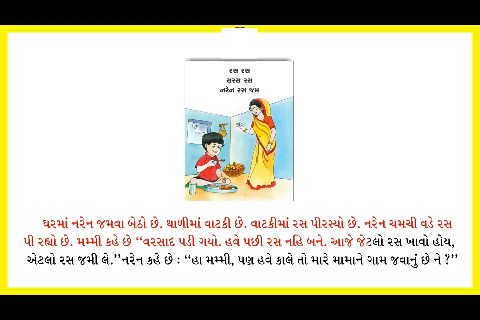 રસ રસ
સરસ રસ
નરેન રસ જમ
ઘરમાં નરેન જમવા બેઠો છે. થાળીમાં વાટકી છે. વાટકીમાં રસ પીરસ્યો છે. નરેન ચમચી વડે રસ
પી રહ્યો છે. મમ્મી કહે છે “વરસાદ પડી ગયો. હવે પછી રસ નહિ બને. આજે જેટલો રસ ખાવો હોય,
એટલો રસ જમી લે.”નરેન કહે છે : “હા મમ્મી, પણ હવે કાલે તો મારે મામાને ગામ જવાનું છે ને ?”